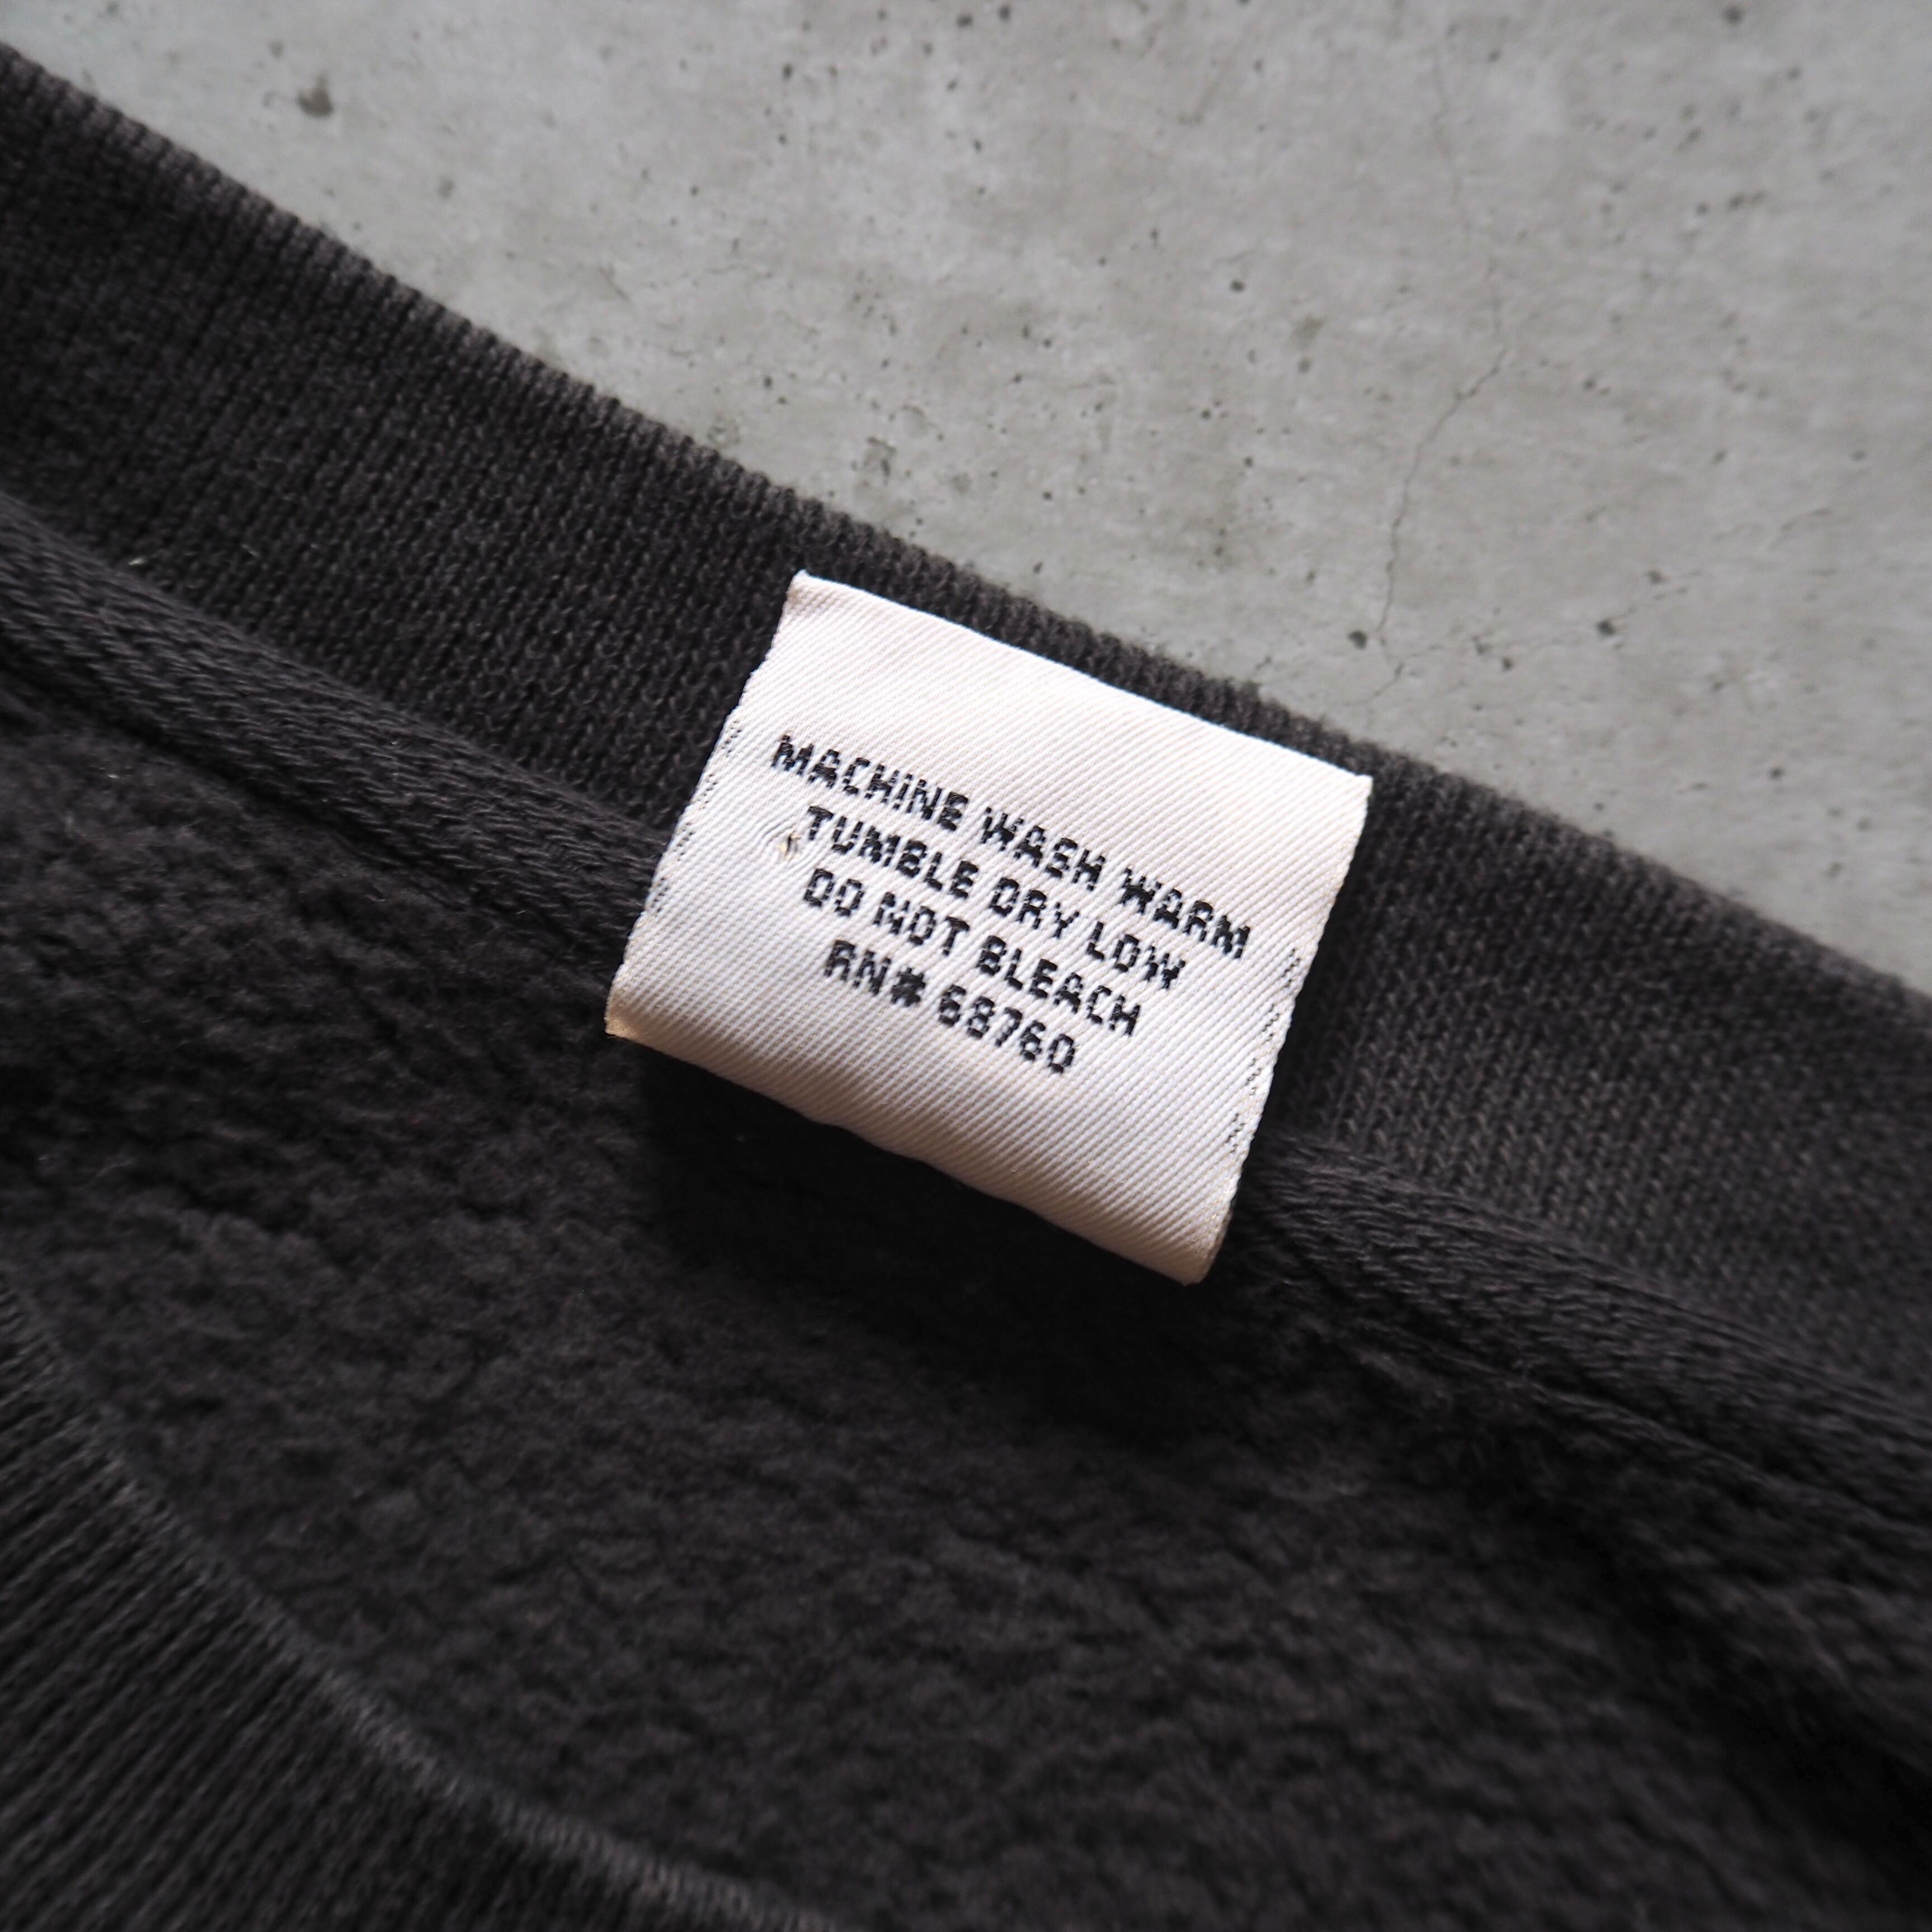 MACHINE WASH WARM
TUMBLE DRY LOW
DO NOT BLEACH
RN# 68760